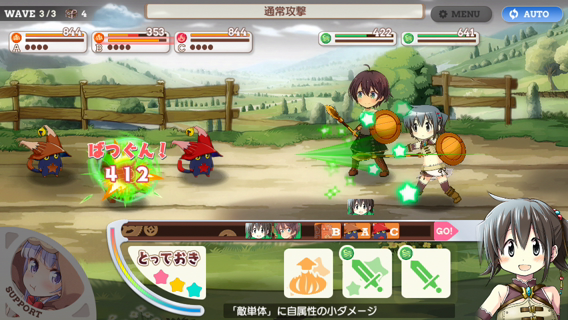 WAVE 3/3 4
通常攻撃
MENU
AUTO
844
A
353
B
844
C
422
641
ばつぐん!
412
B A C GO!
とっておき
SUPPORT
「敵単体」に自属性の小ダメージ